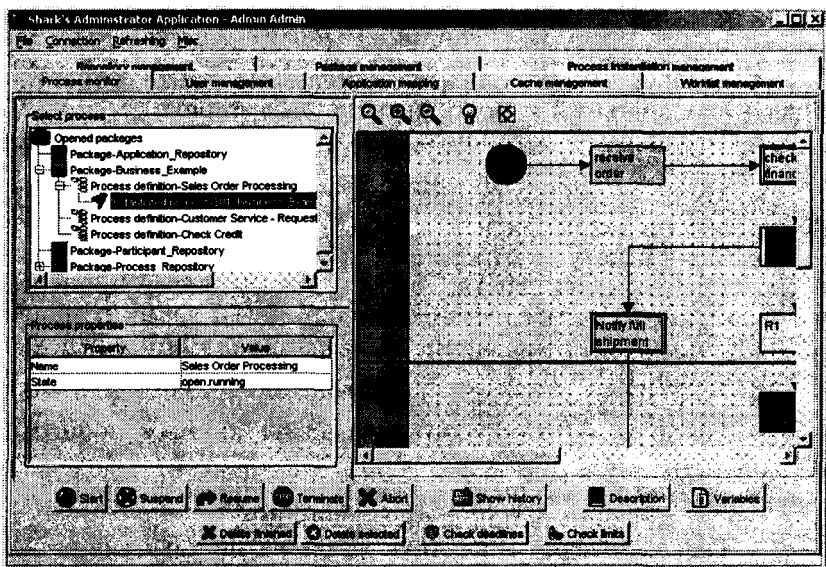 Shark's Administrator Application - Admin Admin
File Connection Refreshing Misc
Repository management Package management Process instantiation management
Process monitor User management Application mapping Cache management Worklist management
Select process
Opened packages
Package-Application_Repository
Package-Business_Example
Process definition-Sales Order Processing
Process definition-Customer Service - Request
Process definition-Check Credit
Package-Participant_Repository
Package-Process_Repository
receive order
check financ
Notify full shipment
R1
Process properties
Property Value
Name Sales Order Processing
State open.running
Start Suspend Resume Terminate Abort Show history Description Variables
Delete finished Delete selected Check deadlines Check limits